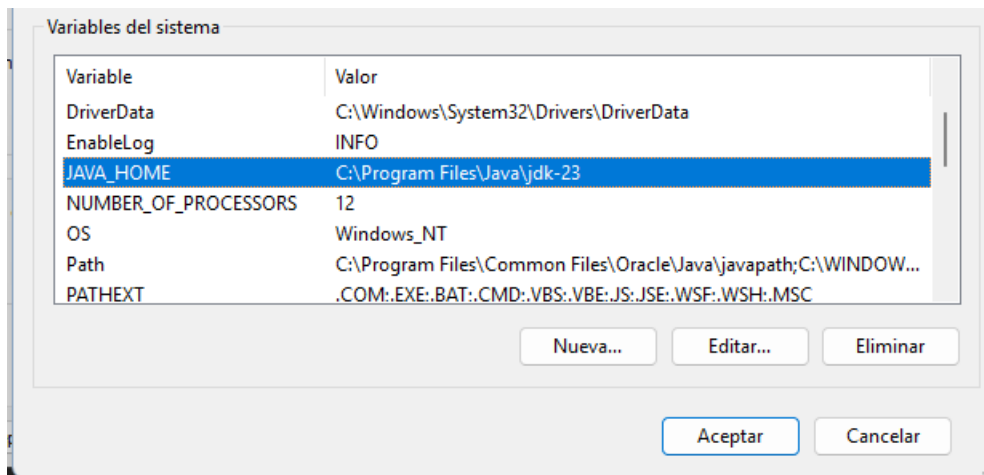 Variables del sistema
Variable Valor
DriverData C:\Windows\System32\Drivers\DriverData
EnableLog INFO
JAVA_HOME C:\Program Files\Java\jdk-23
NUMBER_OF_PROCESSORS 12
OS Windows_NT
Path C:\Program Files\Common Files\Oracle\Java\javapath;C:\WINDOW...
PATHEXT .COM;.EXE;.BAT;.CMD;.VBS;.VBE;.JS;.JSE;.WSF;.WSH;.MSC
Nueva... Editar... Eliminar
Aceptar Cancelar